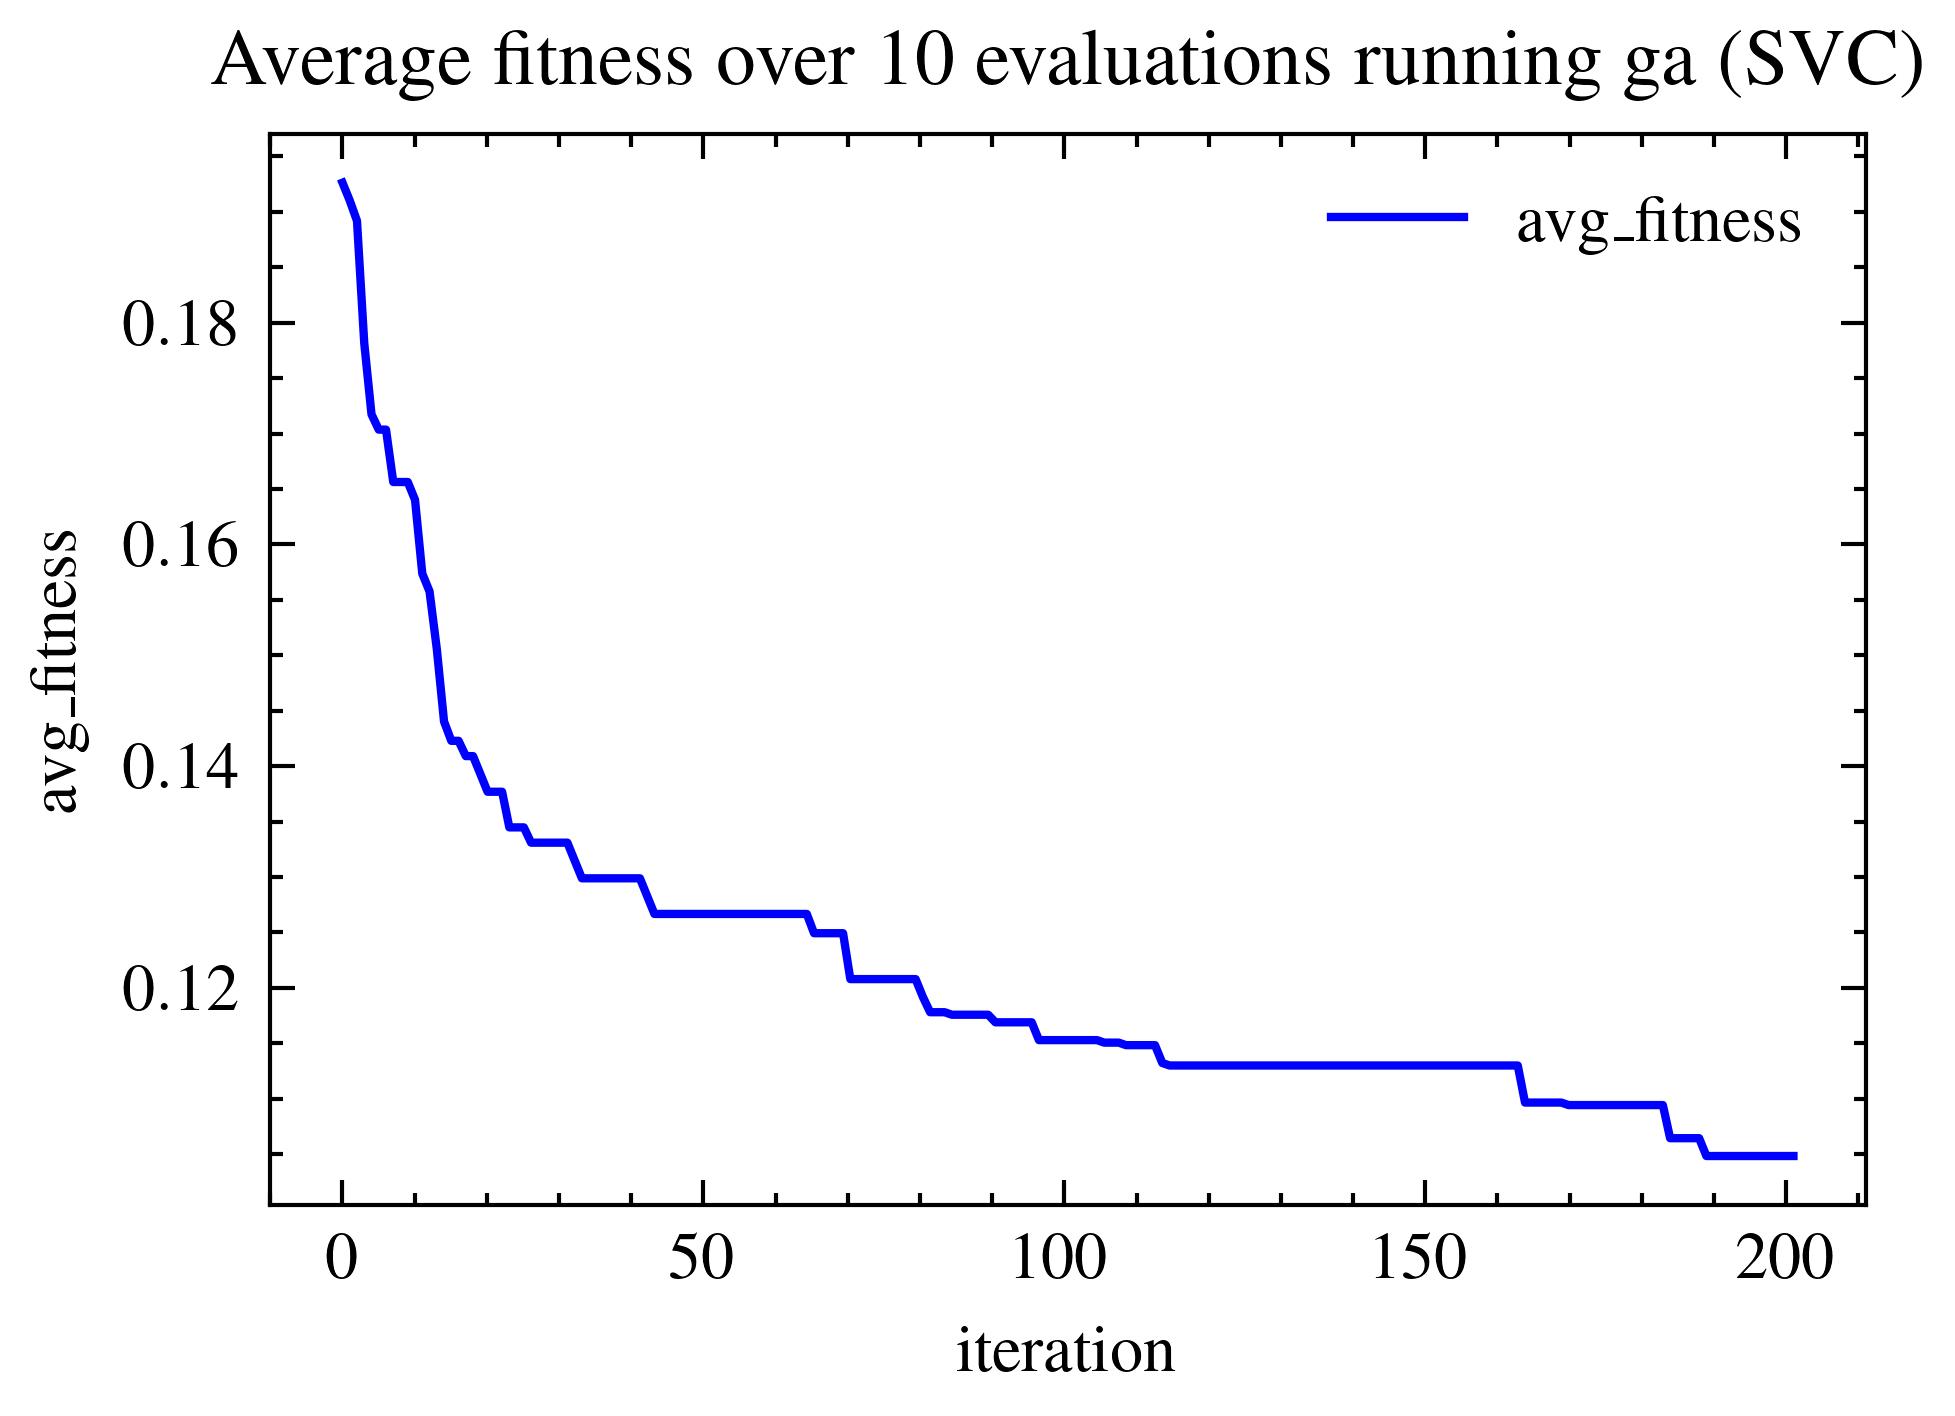 Average fitness over 10 evaluations running ga (SVC)
avg_fitness
0.18
0.16
0.14
0.12
avg_fitness
0 50 100 150 200
iteration